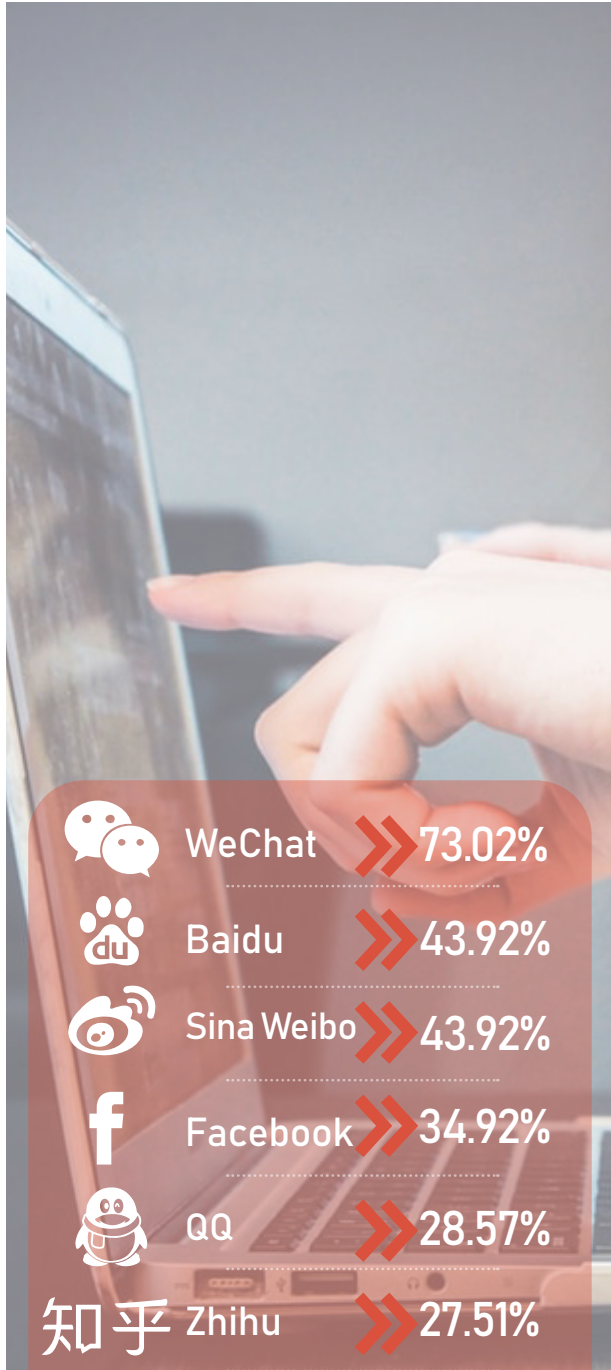 WeChat 73.02%
du Baidu 43.92%
Sina Weibo 43.92%
f Facebook 34.92%
QQ 28.57%
知乎 Zhihu 27.51%